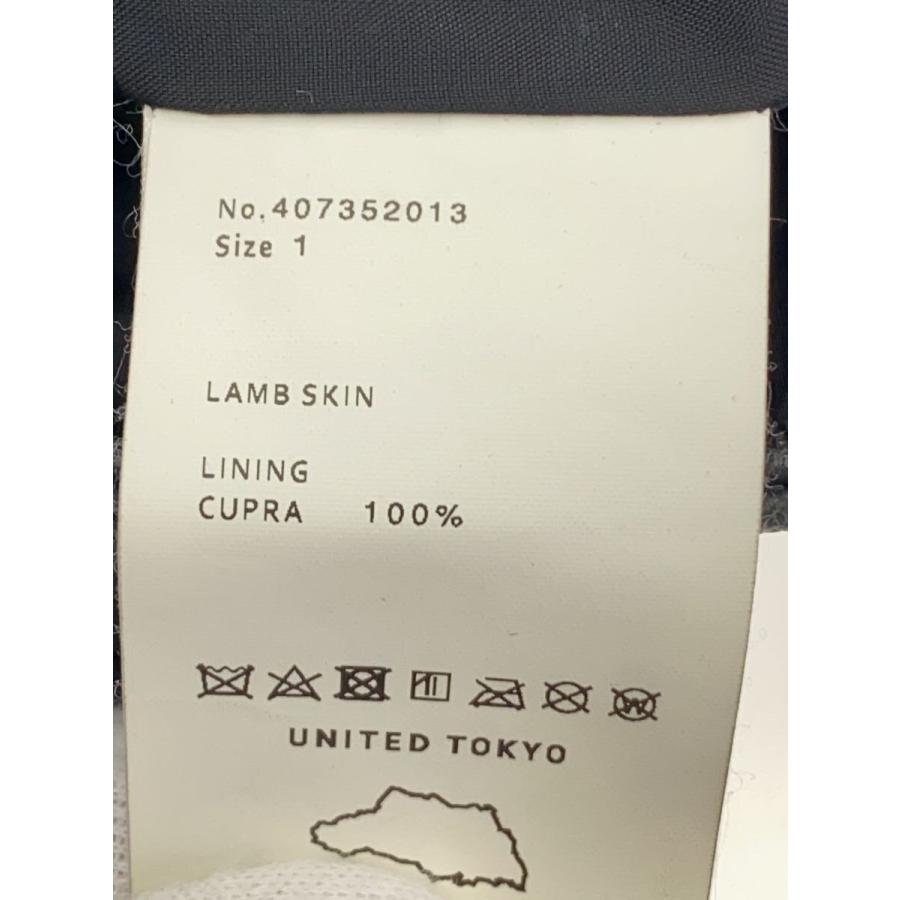 No.407352013
Size 1
LAMB SKIN
LINING
CUPRA 100%
UNITED TOKYO